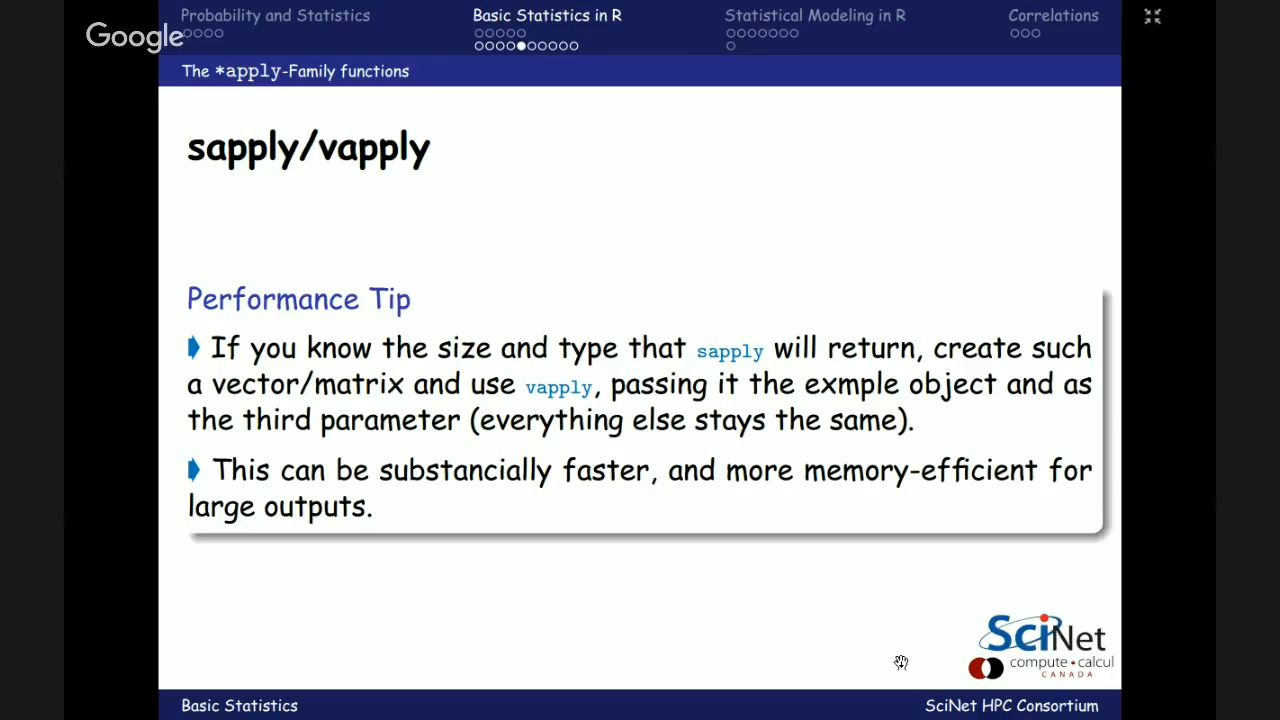 Probability and Statistics
Basic Statistics in R
Statistical Modeling in R
Correlations
Google
The *apply-Family functions
sapply/vapply
Performance Tip
If you know the size and type that sapply will return, create such
a vector/matrix and use vapply, passing it the exmple object and as
the third parameter (everything else stays the same).
This can be substancially faster, and more memory-efficient for
large outputs.
SciNet
compute • calcul
CANADA
Basic Statistics
SciNet HPC Consortium